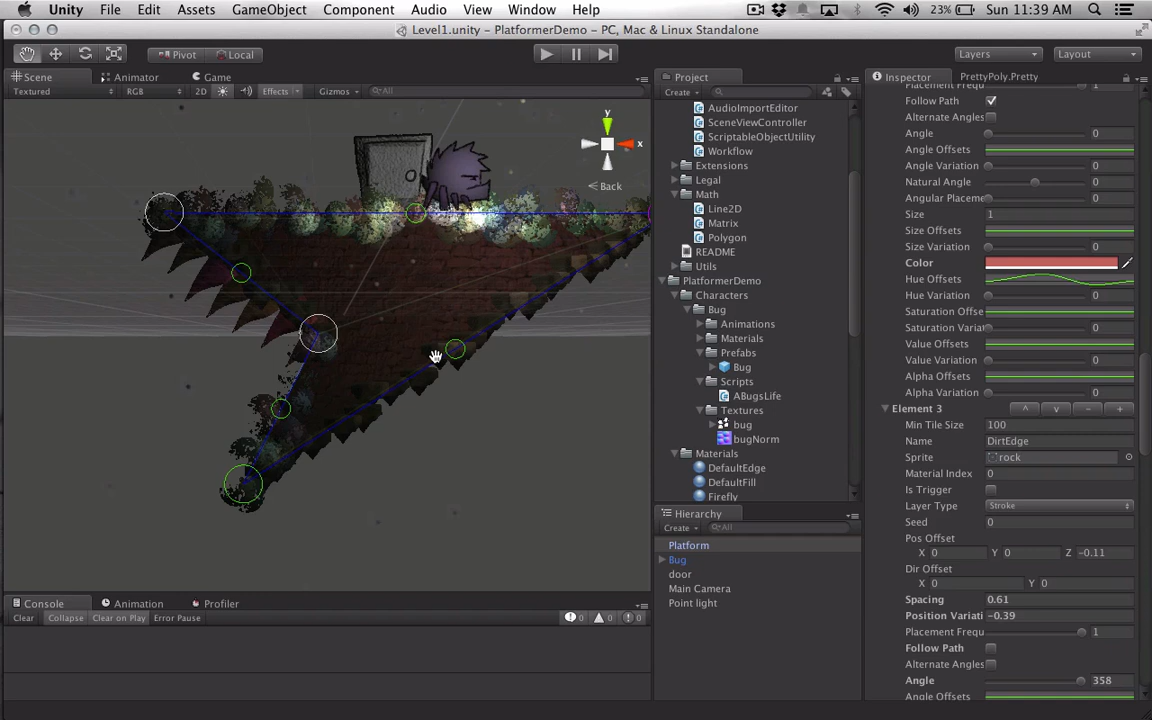 Unity File Edit Assets GameObject Component Audio View Window Help 23% Sun 11:39 AM
Level1.unity - PlatformerDemo - PC, Mac & Linux Standalone
Pivot Local Layers Layout
Scene Animator Game
Textured RGB 2D Effects Gizmos All
y
x
Back
Project
Create
AudioImportEditor
SceneViewController
ScriptableObjectUtility
Workflow
Extensions
Legal
Math
Line2D
Matrix
Polygon
README
Utils
PlatformerDemo
Characters
Bug
Animations
Materials
Prefabs
Bug
Scripts
ABugsLife
Textures
bug
bugNorm
Materials
DefaultEdge
DefaultFill
Firefly
Hierarchy
Create All
Platform
Bug
door
Main Camera
Point light
Inspector PrettyPoly.Pretty
Placement Frequ 1
Follow Path
Alternate Angles
Angle 0
Angle Offsets
Angle Variation 0
Natural Angle 0
Angular Placeme 0
Size 1
Size Offsets
Size Variation 0
Color
Hue Offsets
Hue Variation 0
Saturation Offse
Saturation Variat 0
Value Offsets
Value Variation 0
Alpha Offsets
Alpha Variation 0
Element 3 ^ v - +
Min Tile Size 100
Name DirtEdge
Sprite rock
Material Index 0
Is Trigger
Layer Type Stroke
Seed 0
Pos Offset
X 0 Y 0 Z -0.11
Dir Offset
X 0 Y 0
Spacing 0.61
Position Variati -0.39
Placement Frequ 1
Follow Path
Alternate Angles
Angle 358
Angle Offsets
Console Animation Profiler
Clear Collapse Clear on Play Error Pause 0 0 0